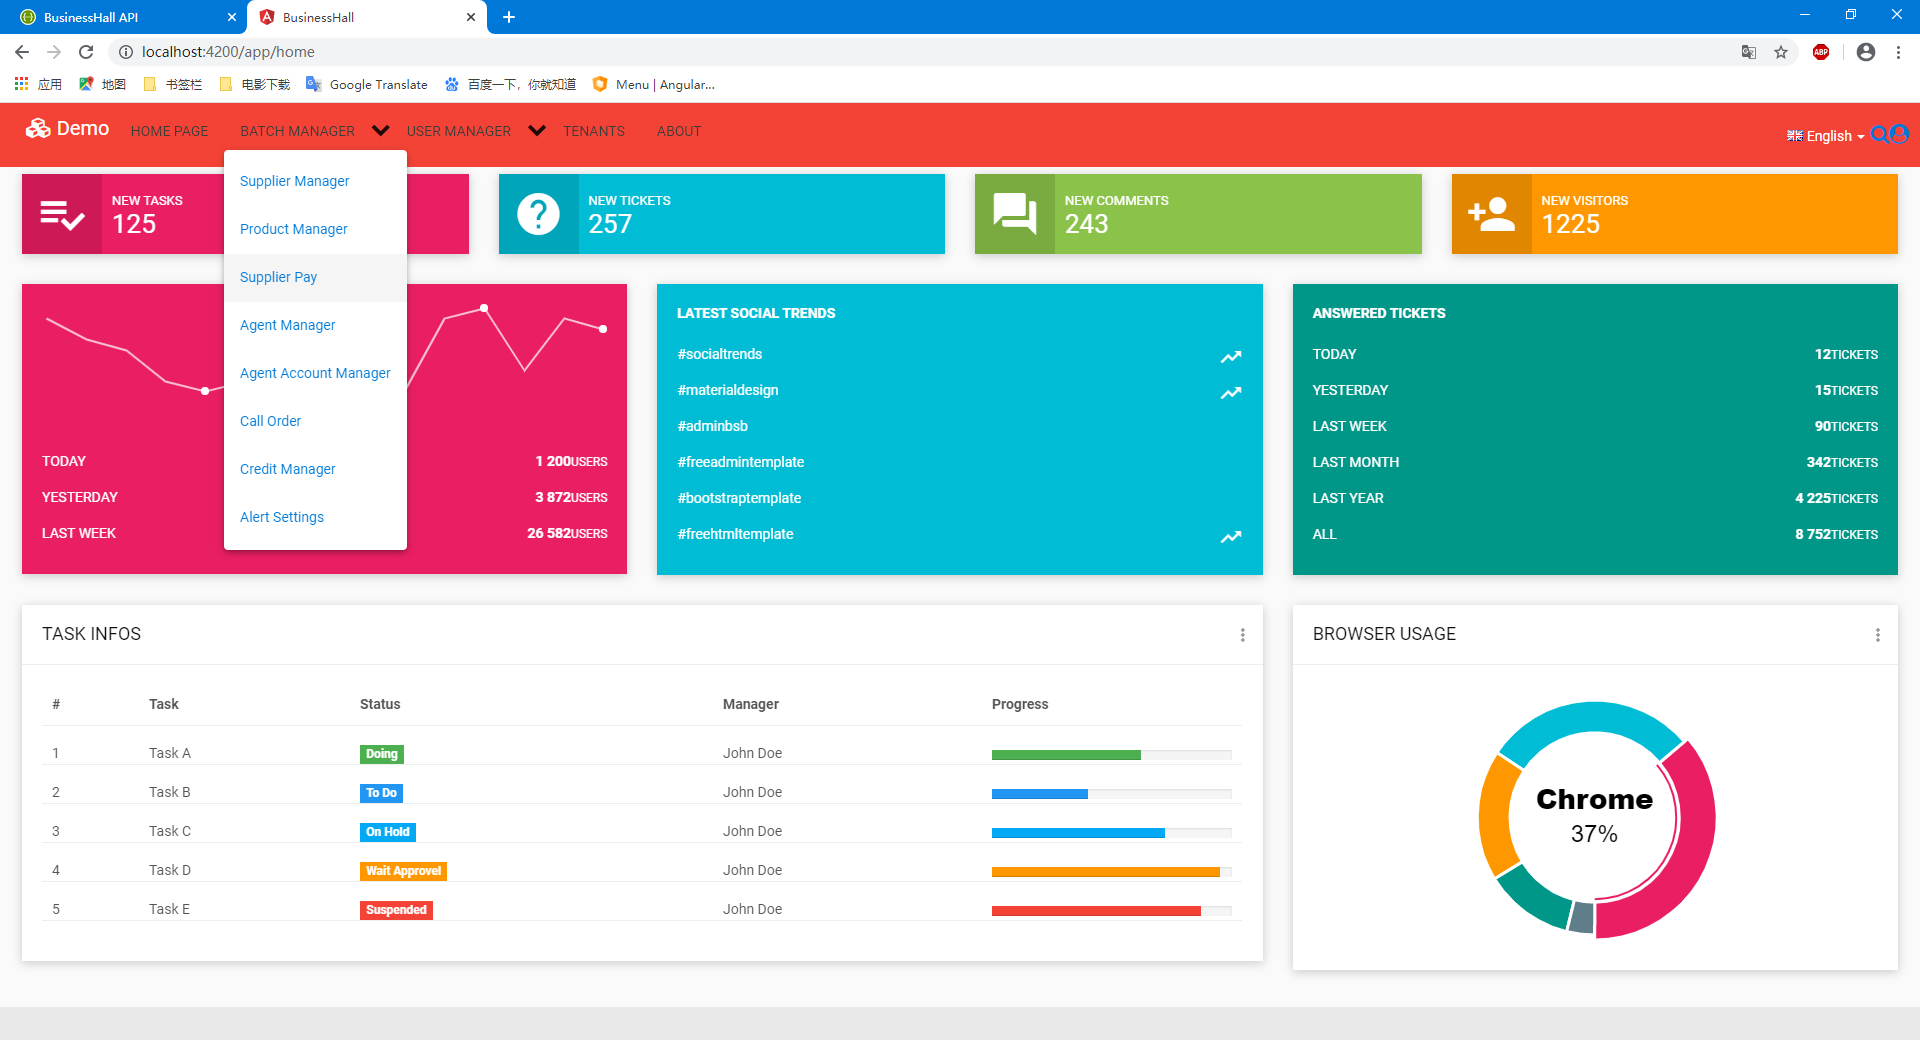 BusinessHall API
BusinessHall
localhost:4200/app/home
应用 地图 书签栏 电影下载 Google Translate 百度一下，你就知道 Menu | Angular...
Demo HOME PAGE BATCH MANAGER USER MANAGER TENANTS ABOUT English
ABP
Supplier Manager
Product Manager
Supplier Pay
Agent Manager
Agent Account Manager
Call Order
Credit Manager
Alert Settings
NEW TASKS
125
NEW TICKETS
257
NEW COMMENTS
243
NEW VISITORS
1225
TODAY 1 200USERS
YESTERDAY 3 872USERS
LAST WEEK 26 582USERS
LATEST SOCIAL TRENDS
#socialtrends
#materialdesign
#adminbsb
#freeadmintemplate
#bootstraptemplate
#freehtmltemplate
ANSWERED TICKETS
TODAY 12TICKETS
YESTERDAY 15TICKETS
LAST WEEK 90TICKETS
LAST MONTH 342TICKETS
LAST YEAR 4 225TICKETS
ALL 8 752TICKETS
TASK INFOS
# Task Status Manager Progress
1 Task A Doing John Doe
2 Task B To Do John Doe
3 Task C On Hold John Doe
4 Task D Wait Approvel John Doe
5 Task E Suspended John Doe
BROWSER USAGE
Chrome
37%